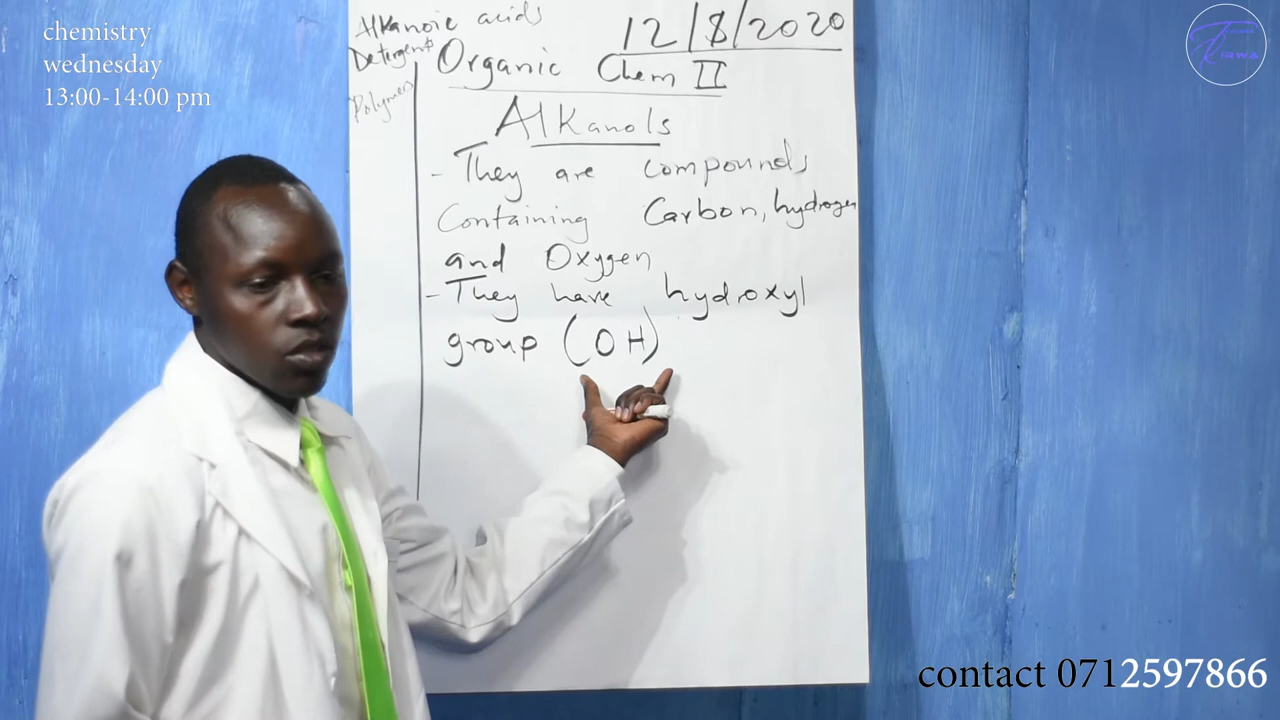 chemistry
wednesday
13:00-14:00 pm
Alkanoic acids
Detergents
Polymers
12/8/2020
Organic Chem II
Alkanols
- They are compounds
Containing Carbon, hydrogen
and Oxygen
- They have hydroxyl
group (OH)
contact 0712597866